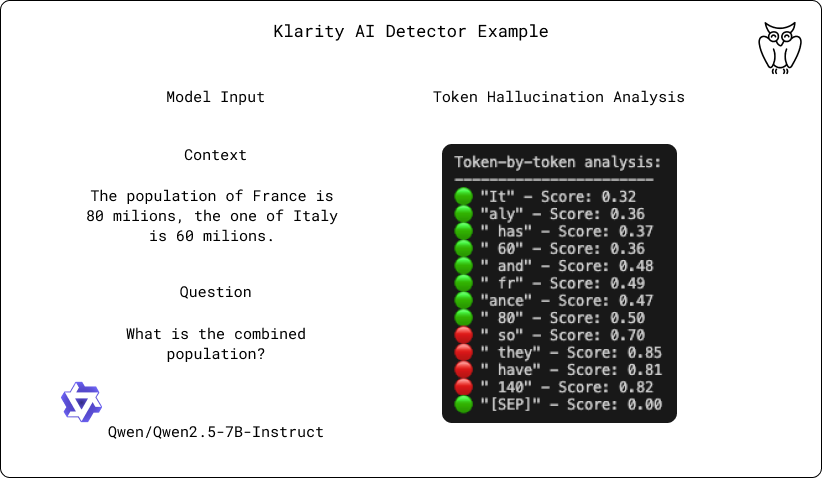 Klarity AI Detector Example
Model Input
Context
The population of France is
80 milions, the one of Italy
is 60 milions.
Question
What is the combined
population?
Qwen/Qwen2.5-7B-Instruct
Token Hallucination Analysis
Token-by-token analysis:
-----------------------
"It" – Score: 0.32
"aly" – Score: 0.36
" has" – Score: 0.37
" 60" – Score: 0.36
" and" – Score: 0.48
" fr" – Score: 0.49
"ance" – Score: 0.47
" 80" – Score: 0.50
" so" – Score: 0.70
" they" – Score: 0.85
" have" – Score: 0.81
" 140" – Score: 0.82
"[SEP]" – Score: 0.00